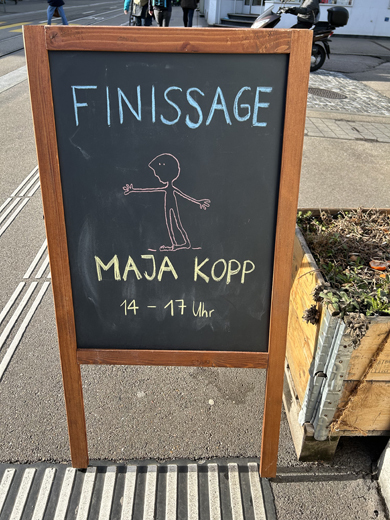 FINISSAGE
MAJA KOPP
14 - 17 Uhr